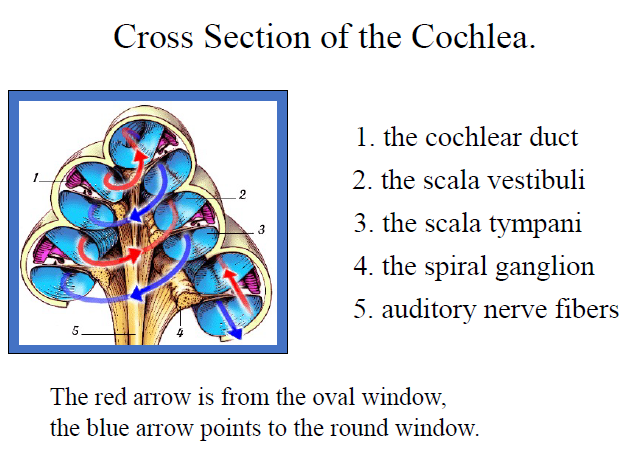 Cross Section of the Cochlea.
1
2
3
5
4
1. the cochlear duct
2. the scala vestibuli
3. the scala tympani
4. the spiral ganglion
5. auditory nerve fibers
The red arrow is from the oval window,
the blue arrow points to the round window.